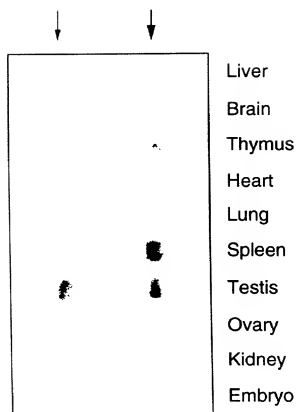 Liver
Brain
Thymus
Heart
Lung
Spleen
Testis
Ovary
Kidney
Embryo